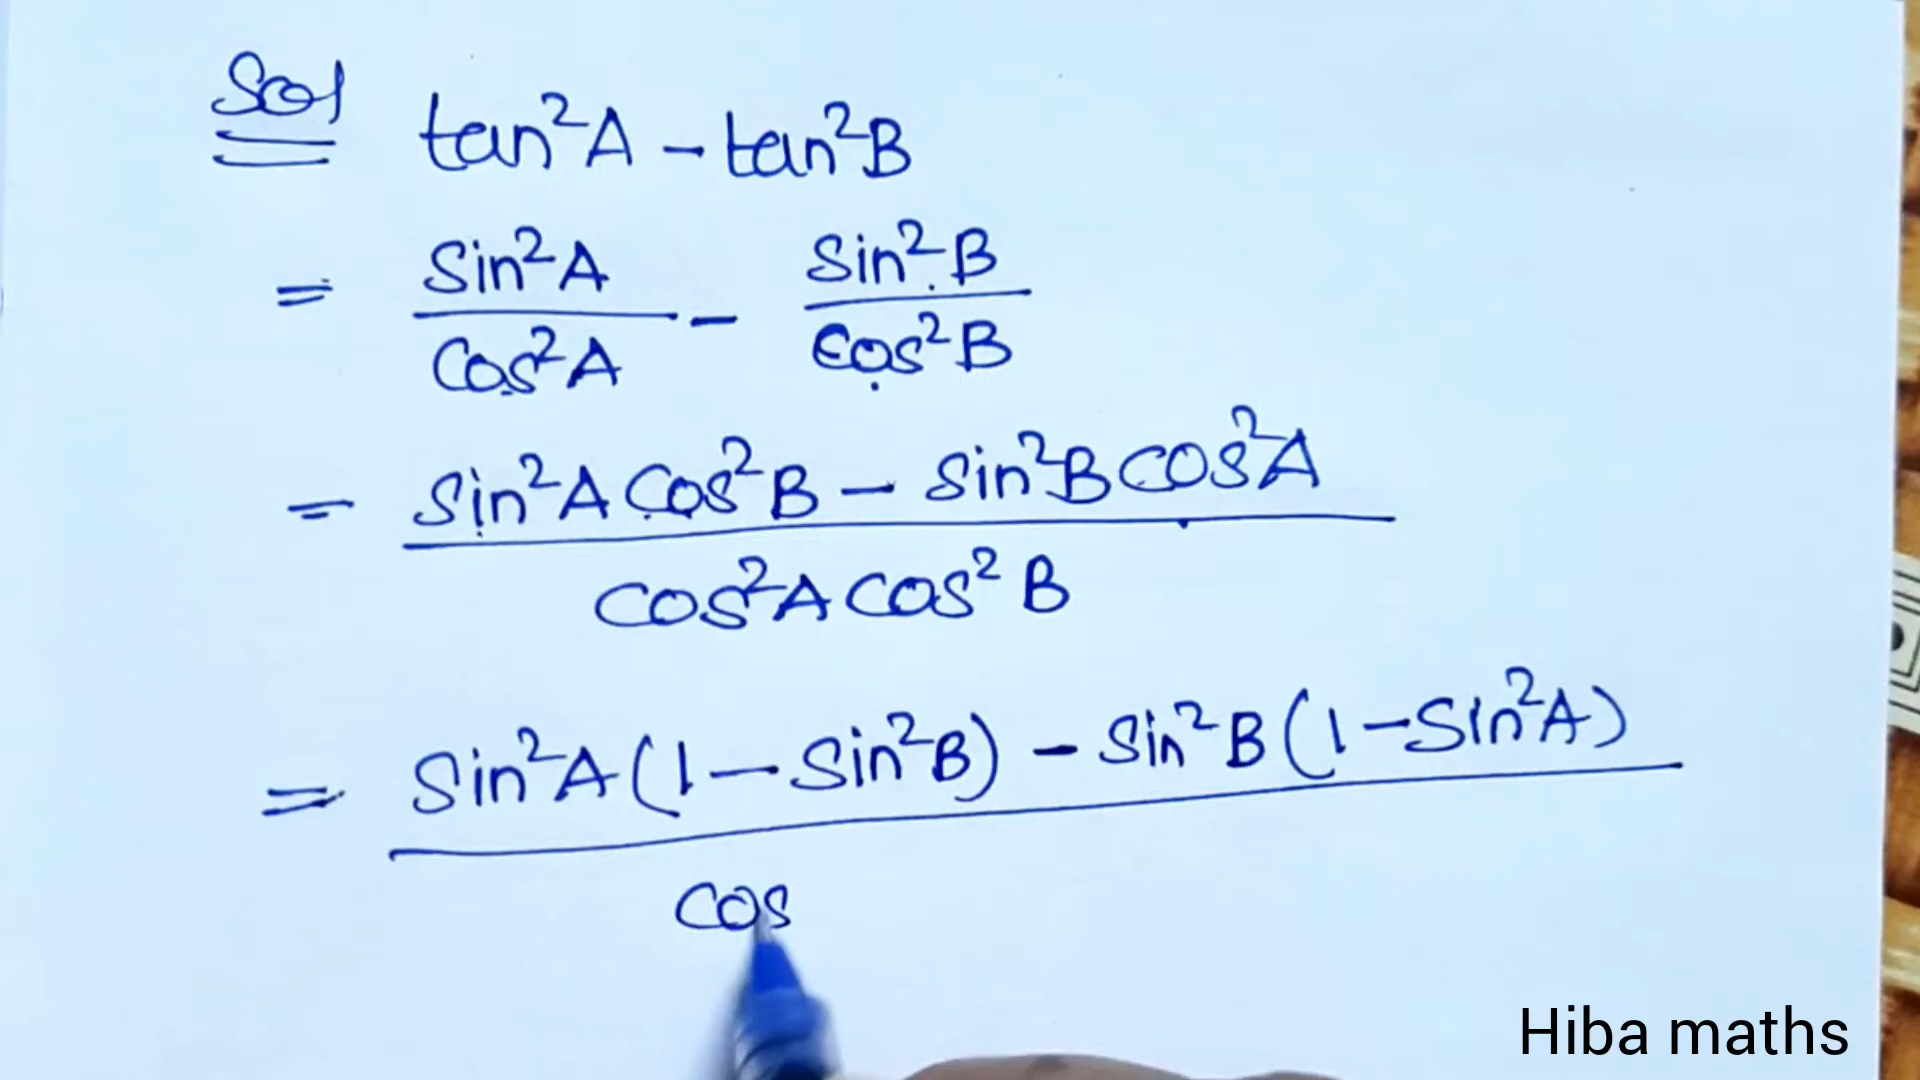 Sol tan²A - tan²B
= Sin²A / Cos²A - Sin²B / Cos²B
= Sin²A Cos²B - Sin²B COS²A / COS²A COS² B
= Sin²A (1 - Sin²B) - Sin²B (1 - Sin²A) / COS
Hiba maths